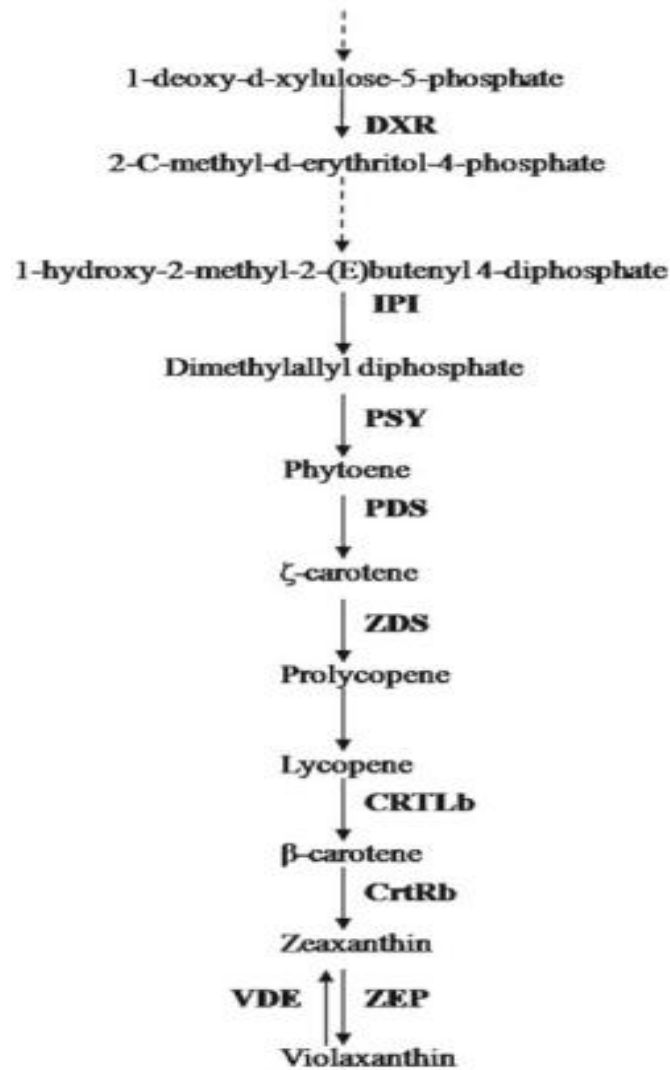 1-deoxy-d-xylulose-5-phosphate
DXR
2-C-methyl-d-erythritol-4-phosphate
1-hydroxy-2-methyl-2-(E)butenyl 4-diphosphate
IPI
Dimethylallyl diphosphate
PSY
Phytoene
PDS
ζ-carotene
ZDS
Prolycopene
Lycopene
CRTLb
β-carotene
CrtRb
Zeaxanthin
VDE ZEP
Violaxanthin